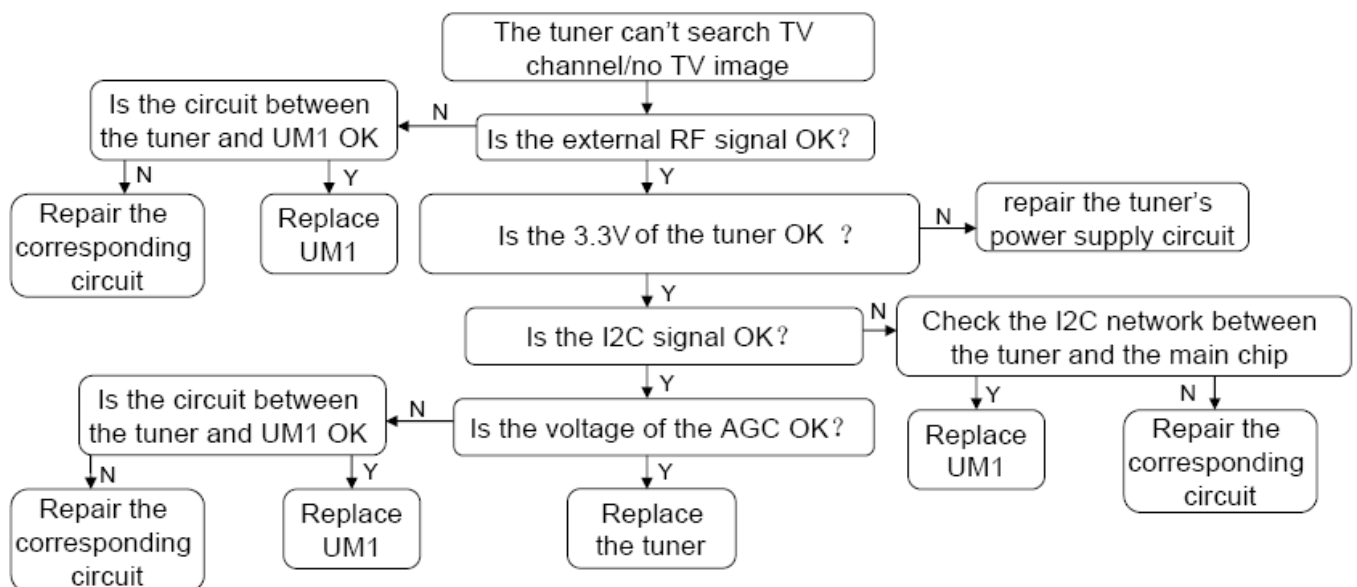 The tuner can't search TV
channel/no TV image
Is the circuit between
the tuner and UM1 OK
N
Is the external RF signal OK？
N
Y
Y
Repair the
corresponding
circuit
Replace
UM1
Is the 3.3V of the tuner OK ？
N
repair the tuner's
power supply circuit
Y
Is the I2C signal OK？
N
Check the I2C network between
the tuner and the main chip
Y
Y
N
Is the circuit between
the tuner and UM1 OK
N
Is the voltage of the AGC OK？
Replace
UM1
Repair the
corresponding
circuit
N
Y
Y
Repair the
corresponding
circuit
Replace
UM1
Replace
the tuner